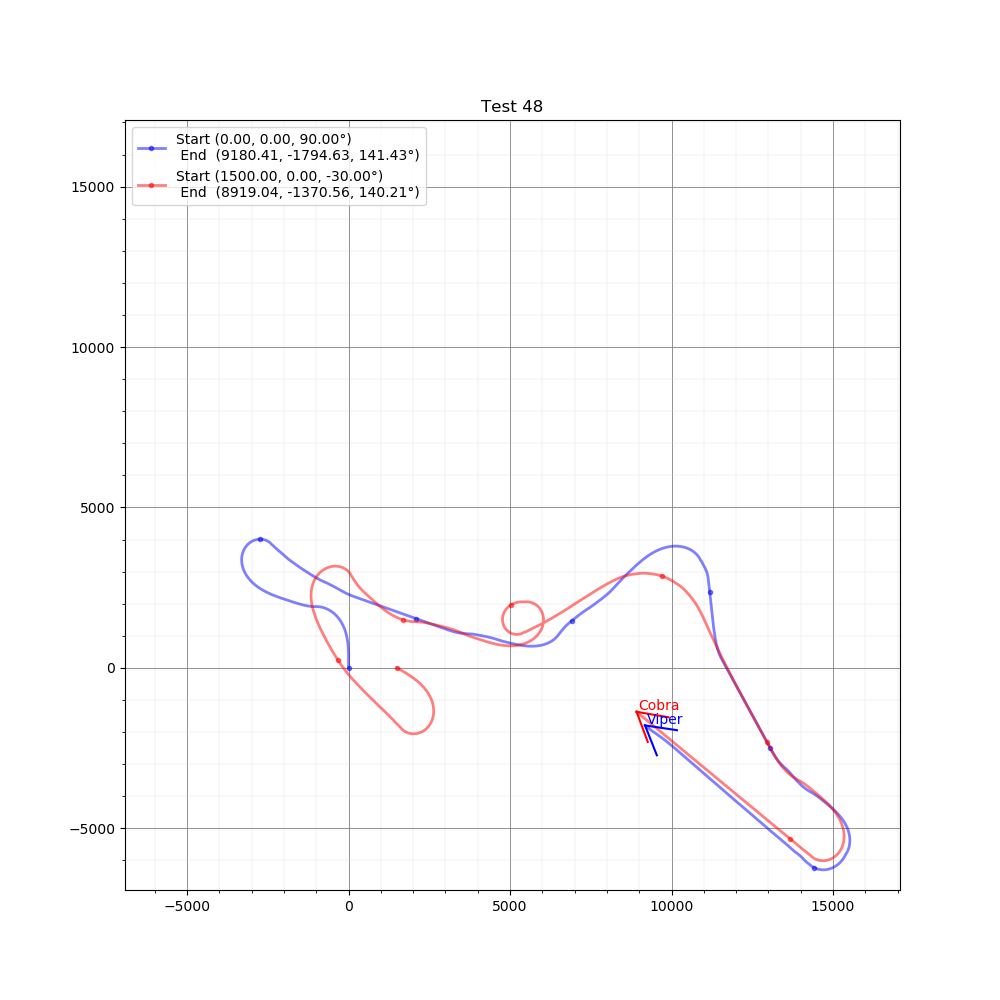 Test 48
Start (0.00, 0.00, 90.00°)
End  (9180.41, -1794.63, 141.43°)
Start (1500.00, 0.00, -30.00°)
End  (8919.04, -1370.56, 140.21°)
15000
10000
5000
0
−5000
Cobra
Viper
−5000
0
5000
10000
15000